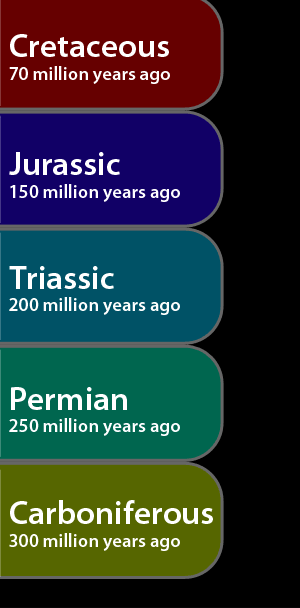 Cretaceous
70 million years ago
Jurassic
150 million years ago
Triassic
200 million years ago
Permian
250 million years ago
Carboniferous
300 million years ago